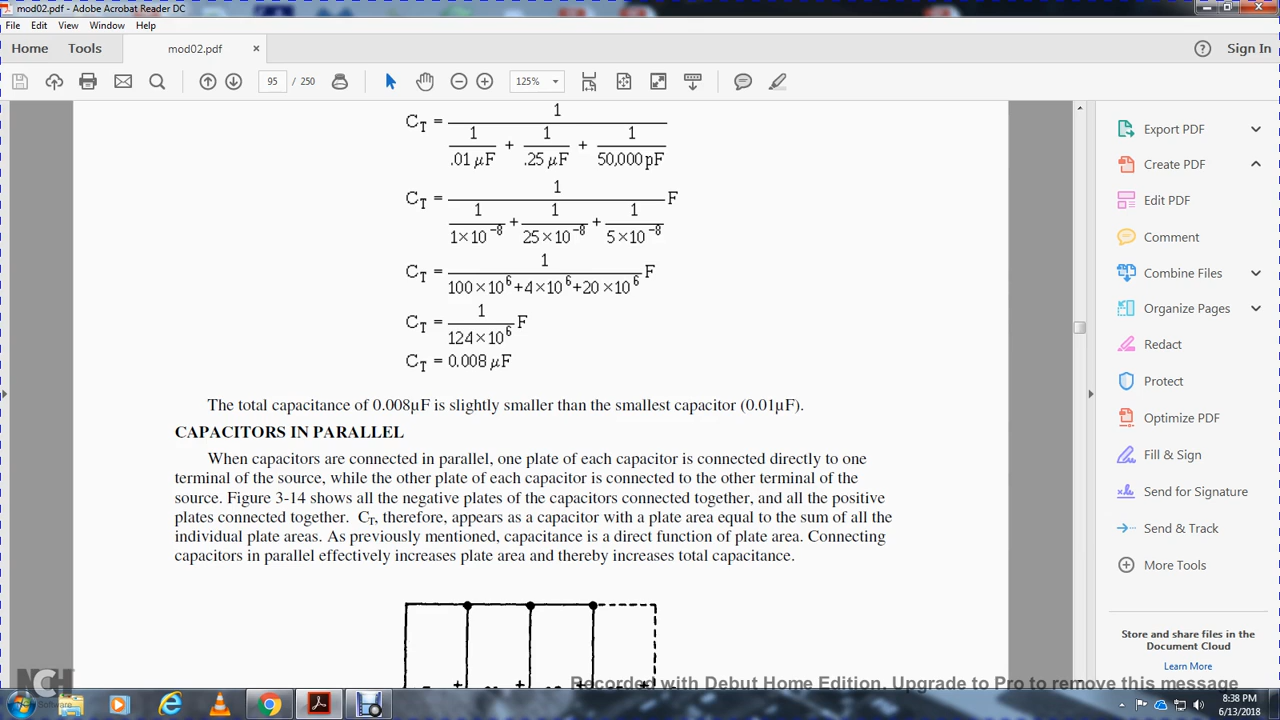 mod02.pdf - Adobe Acrobat Reader DC
File Edit View Window Help
Home Tools mod02.pdf × Sign In
95 / 250 125%
C_T = 1 / (1/.01 µF + 1/.25 µF + 1/50,000 pF)
C_T = 1 / (1/1×10^-8 + 1/25×10^-8 + 1/5×10^-8) F
C_T = 1 / (100×10^6+4×10^6+20×10^6) F
C_T = 1 / 124×10^6 F
C_T = 0.008 µF
The total capacitance of 0.008µF is slightly smaller than the smallest capacitor (0.01µF).
CAPACITORS IN PARALLEL
When capacitors are connected in parallel, one plate of each capacitor is connected directly to one
terminal of the source, while the other plate of each capacitor is connected to the other terminal of the
source. Figure 3-14 shows all the negative plates of the capacitors connected together, and all the positive
plates connected together. C_T, therefore, appears as a capacitor with a plate area equal to the sum of all the
individual plate areas. As previously mentioned, capacitance is a direct function of plate area. Connecting
capacitors in parallel effectively increases plate area and thereby increases total capacitance.
Export PDF
Create PDF
Edit PDF
Comment
Combine Files
Organize Pages
Redact
Protect
Optimize PDF
Fill & Sign
Send for Signature
Send & Track
More Tools
Store and share files in the
Document Cloud
Learn More
NCH
Software
Recorded with Debut Home Edition. Upgrade to Pro to remove this message
8:38 PM
6/13/2018